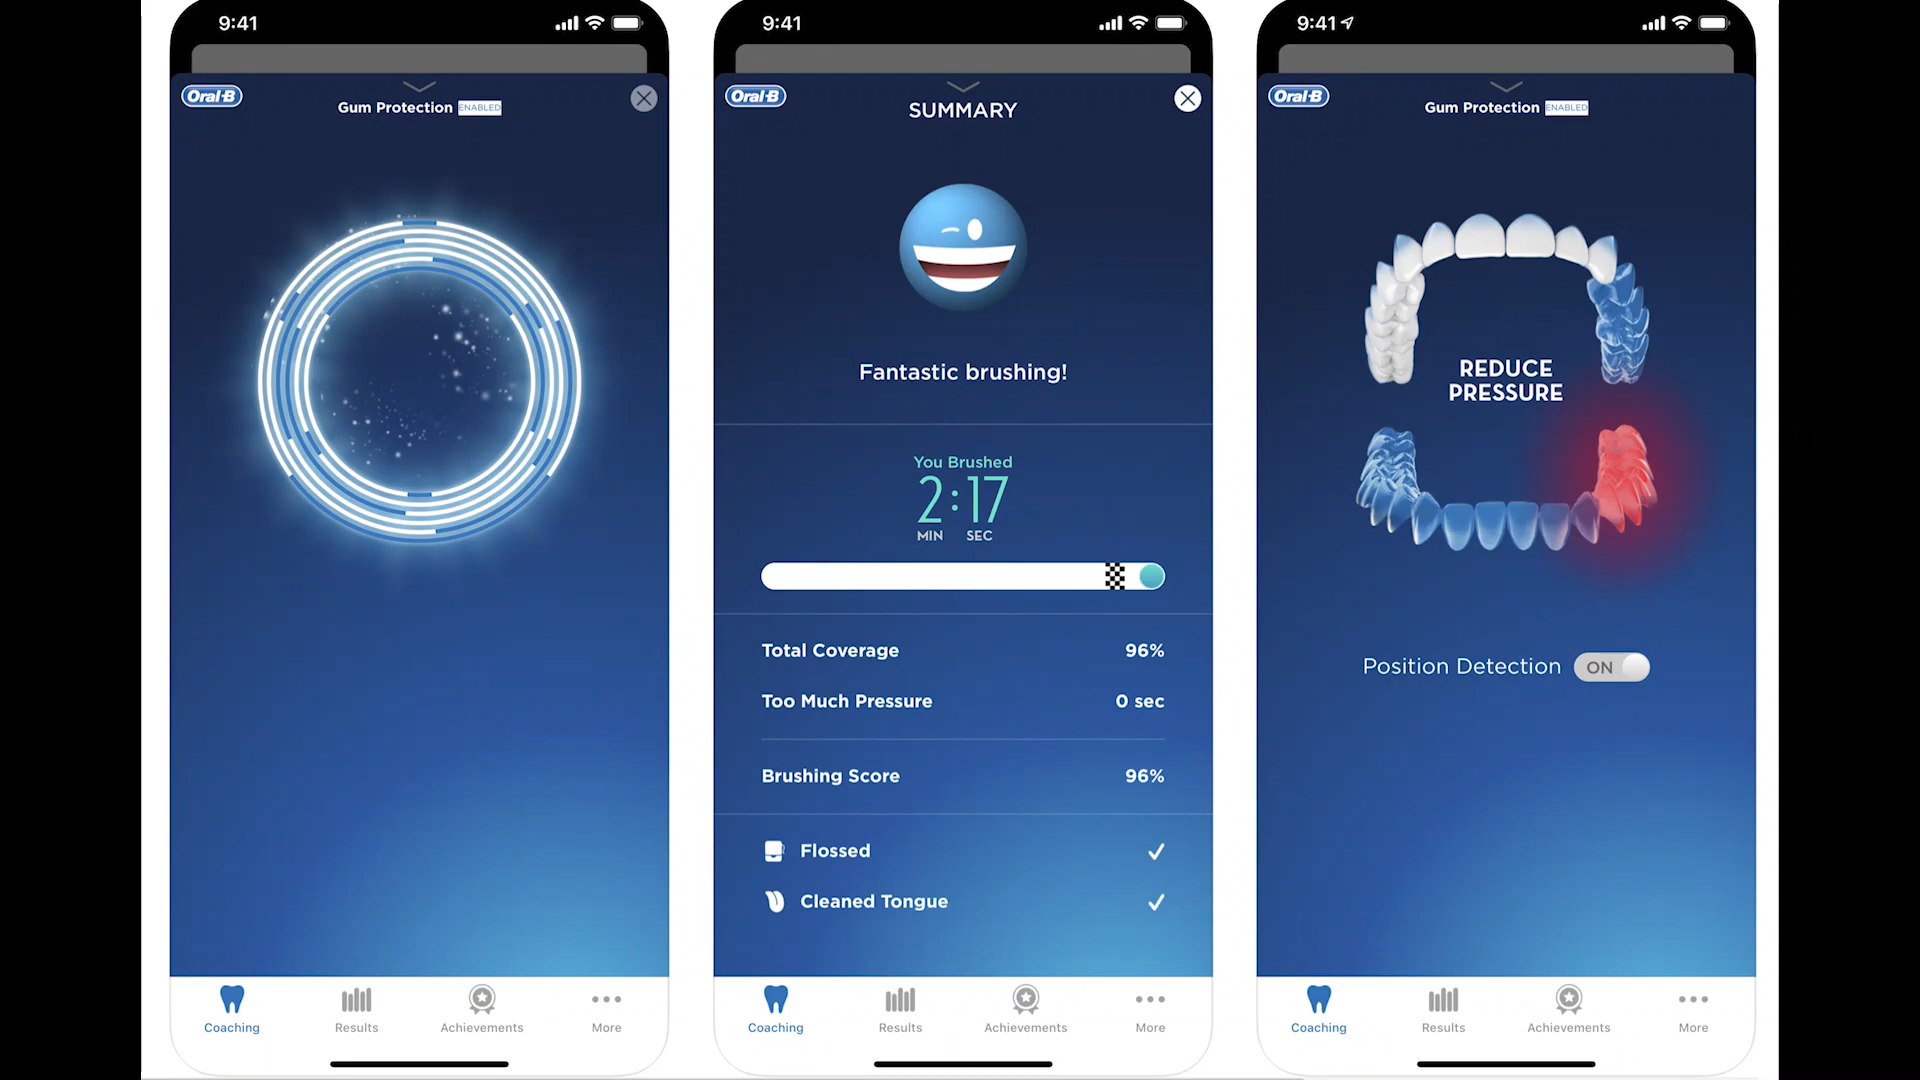 9:41
Oral-B
Gum Protection ENABLED
Coaching
Results
Achievements
More
9:41
Oral-B
SUMMARY
Fantastic brushing!
You Brushed
2:17
MIN SEC
Total Coverage 96%
Too Much Pressure 0 sec
Brushing Score 96%
Flossed
Cleaned Tongue
Coaching
Results
Achievements
More
9:41
Oral-B
Gum Protection ENABLED
REDUCE
PRESSURE
Position Detection ON
Coaching
Results
Achievements
More